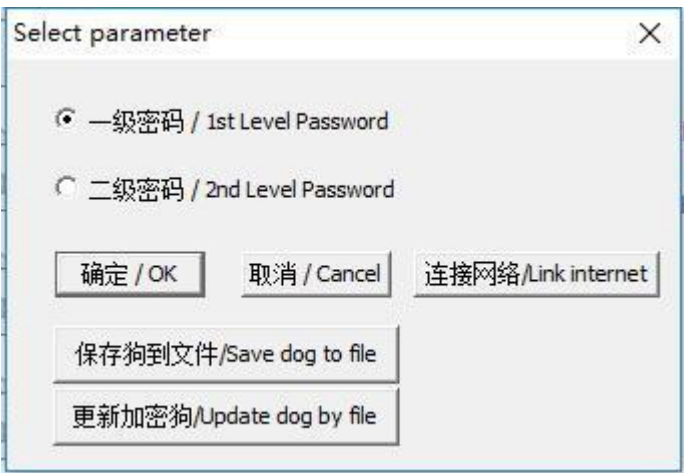 Select parameter
一级密码 / 1st Level Password
二级密码 / 2nd Level Password
确定 / OK 取消 / Cancel 连接网络/Link internet
保存狗到文件/Save dog to file
更新加密狗/Update dog by file